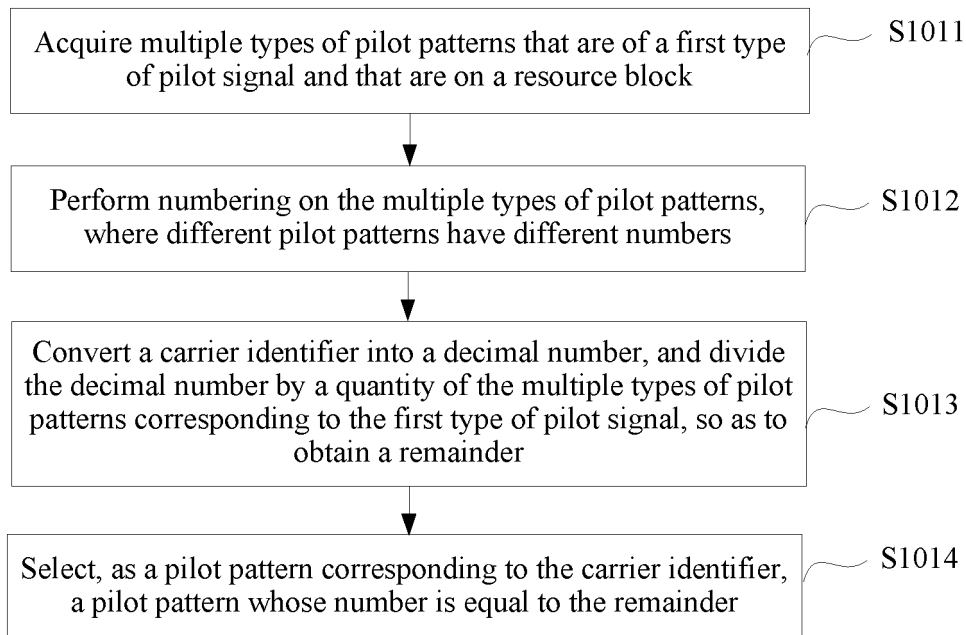 Acquire multiple types of pilot patterns that are of a first type
of pilot signal and that are on a resource block
S1011
Perform numbering on the multiple types of pilot patterns,
where different pilot patterns have different numbers
S1012
Convert a carrier identifier into a decimal number, and divide
the decimal number by a quantity of the multiple types of pilot
patterns corresponding to the first type of pilot signal, so as to
obtain a remainder
S1013
Select, as a pilot pattern corresponding to the carrier identifier,
a pilot pattern whose number is equal to the remainder
S1014